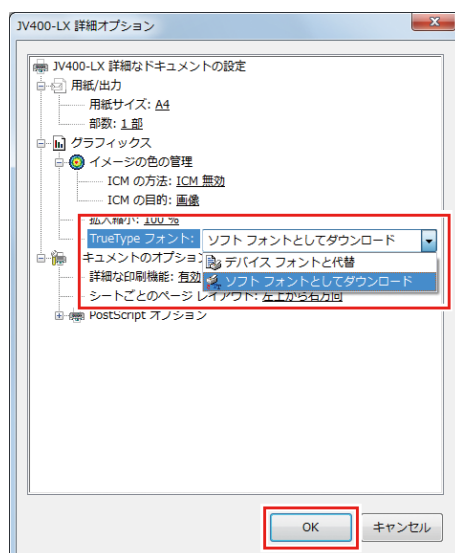 JV400-LX 詳細オプション
JV400-LX 詳細なドキュメントの設定
用紙/出力
用紙サイズ: A4
部数: 1 部
グラフィックス
イメージの色の管理
ICM の方法: ICM 無効
ICM の目的: 画像
拡大縮小: 100 %
TrueType フォント: ソフト フォントとしてダウンロード
デバイス フォントと代替
キュメントのオプション
ソフト フォントとしてダウンロード
詳細な印刷機能: 有効
シートごとのページ レイアウト: 左上から右方向
PostScript オプション
OK
キャンセル